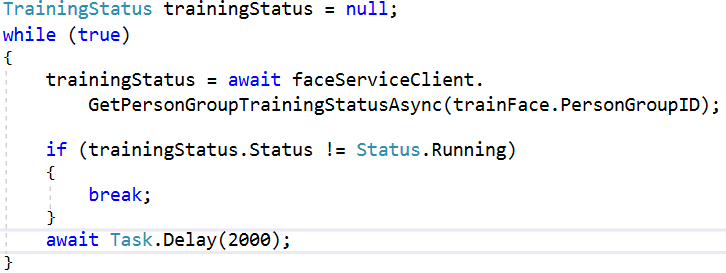 TrainingStatus trainingStatus = null;
while (true)
{
    trainingStatus = await faceServiceClient.
        GetPersonGroupTrainingStatusAsync(trainFace.PersonGroupID);

    if (trainingStatus.Status != Status.Running)
    {
        break;
    }
    await Task.Delay(2000);
}